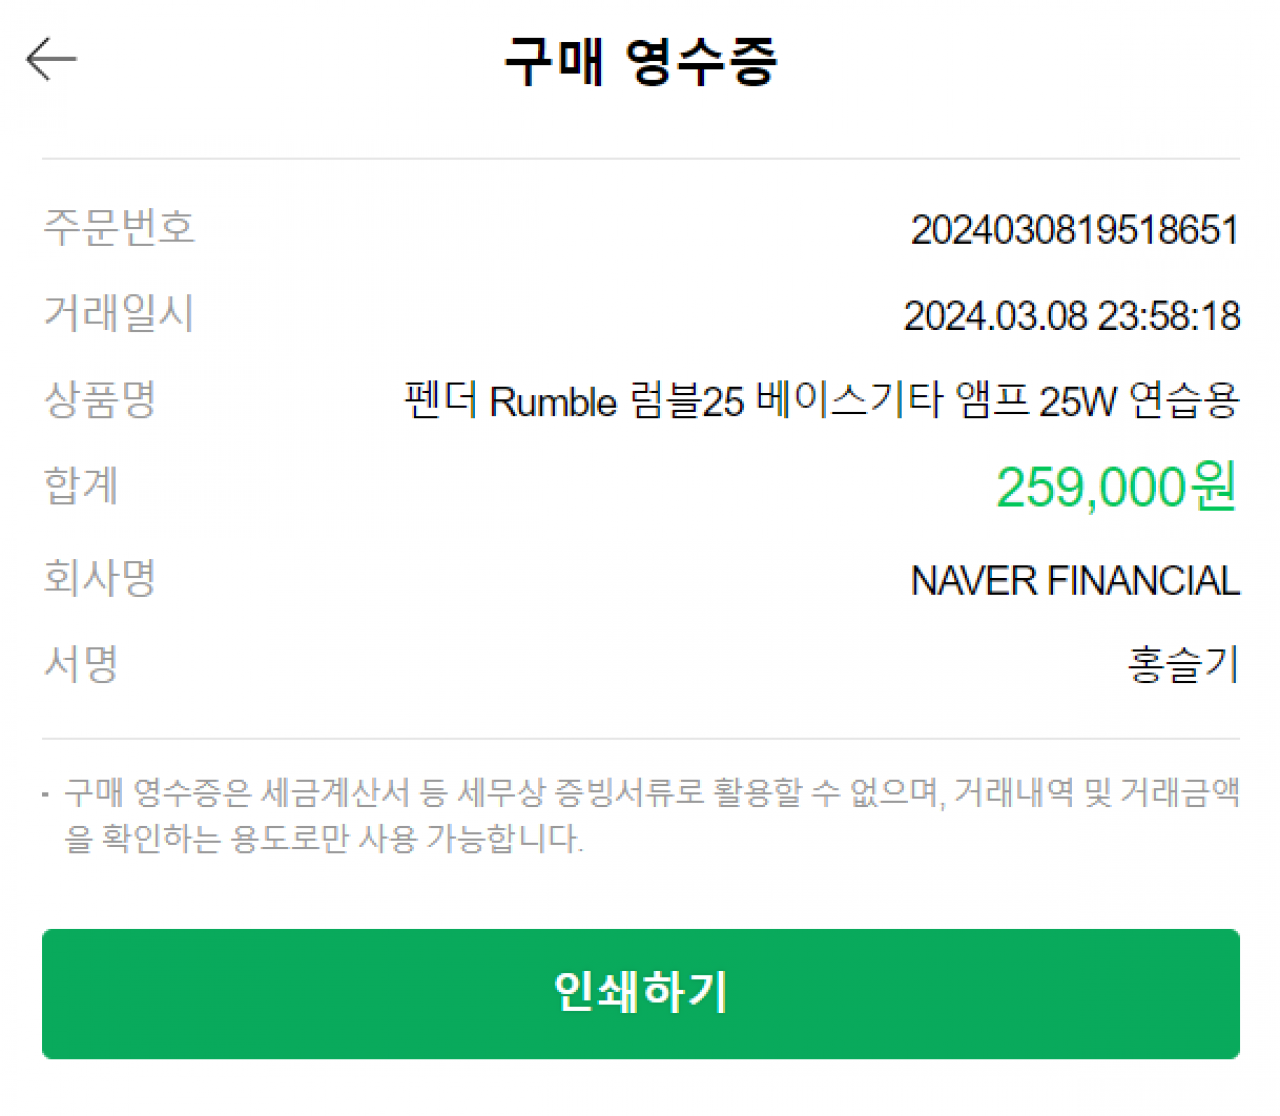 구매 영수증
주문번호 2024030819518651
거래일시 2024.03.08 23:58:18
상품명 펜더 Rumble 럼블25 베이스기타 앰프 25W 연습용
합계 259,000원
회사명 NAVER FINANCIAL
서명 홍슬기
· 구매 영수증은 세금계산서 등 세무상 증빙서류로 활용할 수 없으며, 거래내역 및 거래금액
을 확인하는 용도로만 사용 가능합니다.
인쇄하기